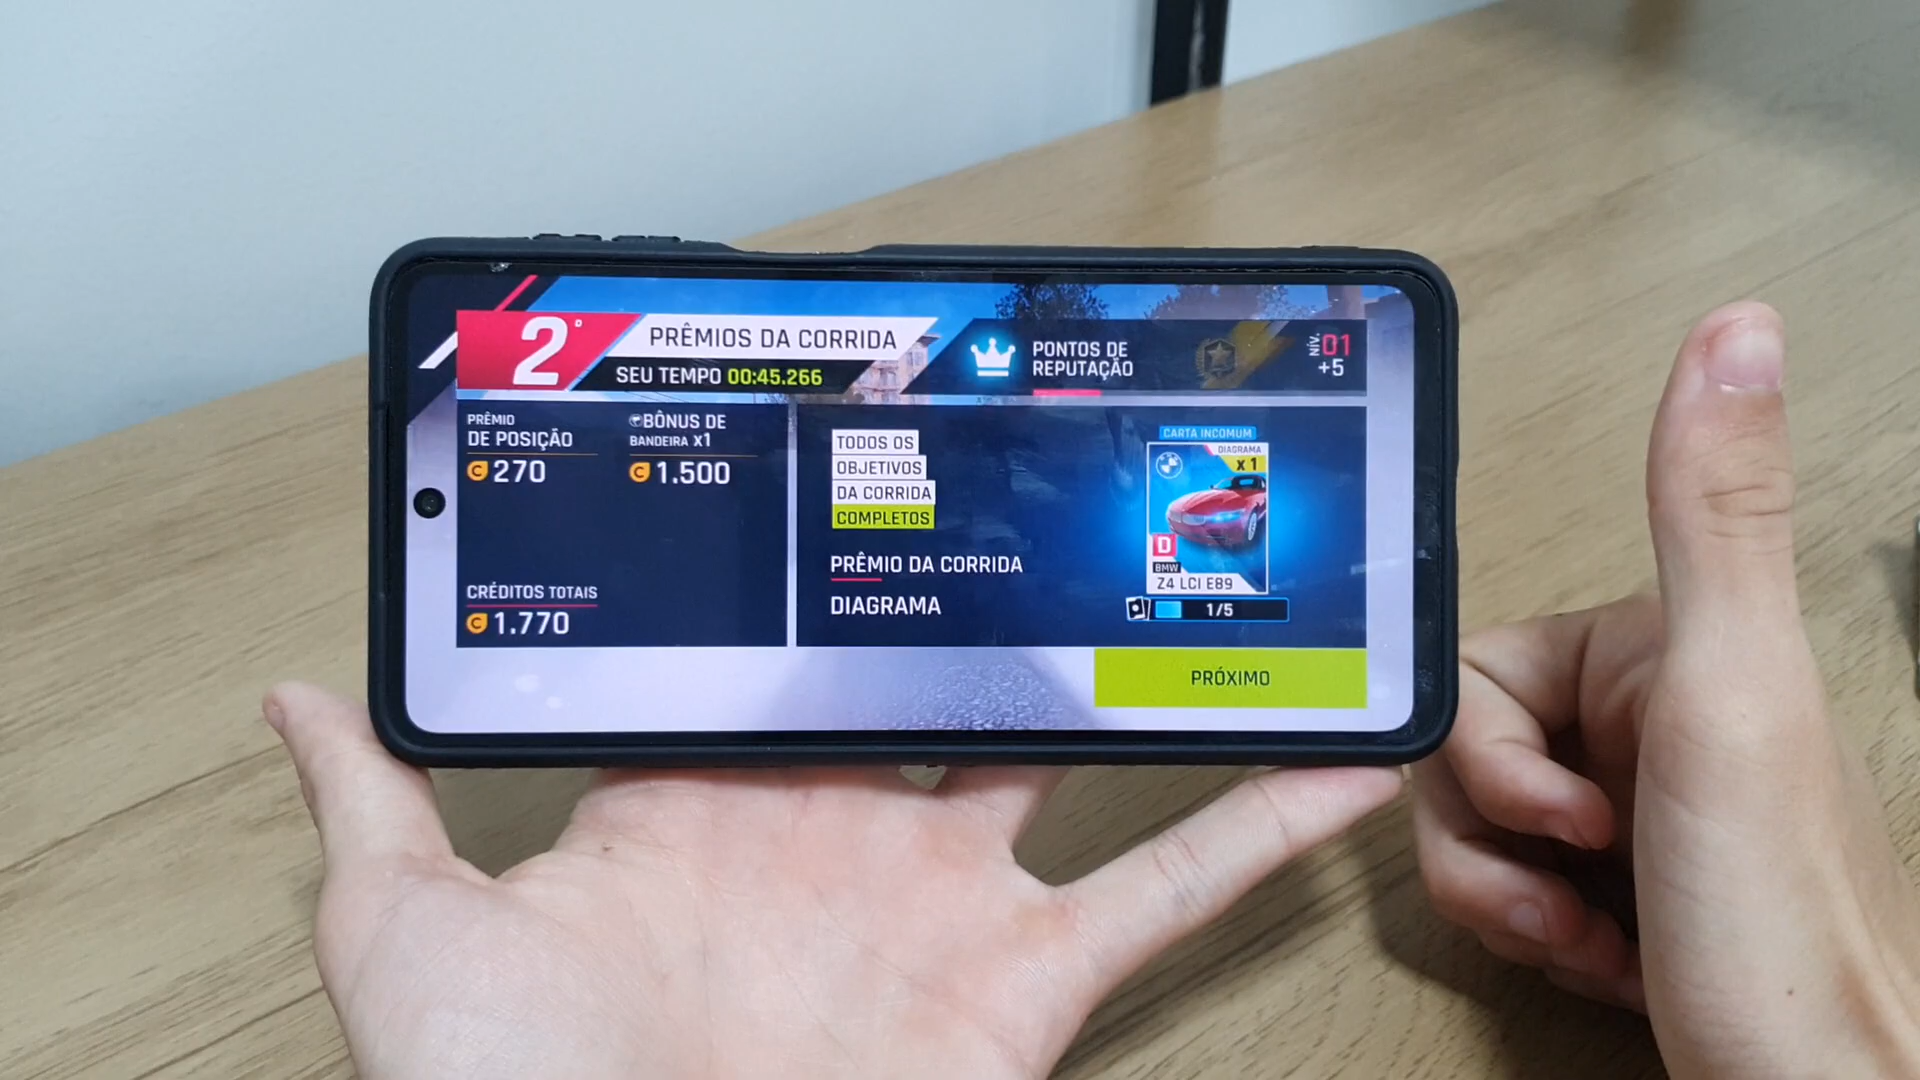 2°
PRÊMIOS DA CORRIDA
SEU TEMPO 00:45.266
PONTOS DE
REPUTAÇÃO
NÍV. 01
+5
PRÊMIO
DE POSIÇÃO
270
BÔNUS DE
BANDEIRA X1
1.500
CRÉDITOS TOTAIS
1.770
TODOS OS
OBJETIVOS
DA CORRIDA
COMPLETOS
PRÊMIO DA CORRIDA
DIAGRAMA
CARTA INCOMUM
DIAGRAMA
X 1
D
BMW
Z4 LCI E89
1/5
PRÓXIMO